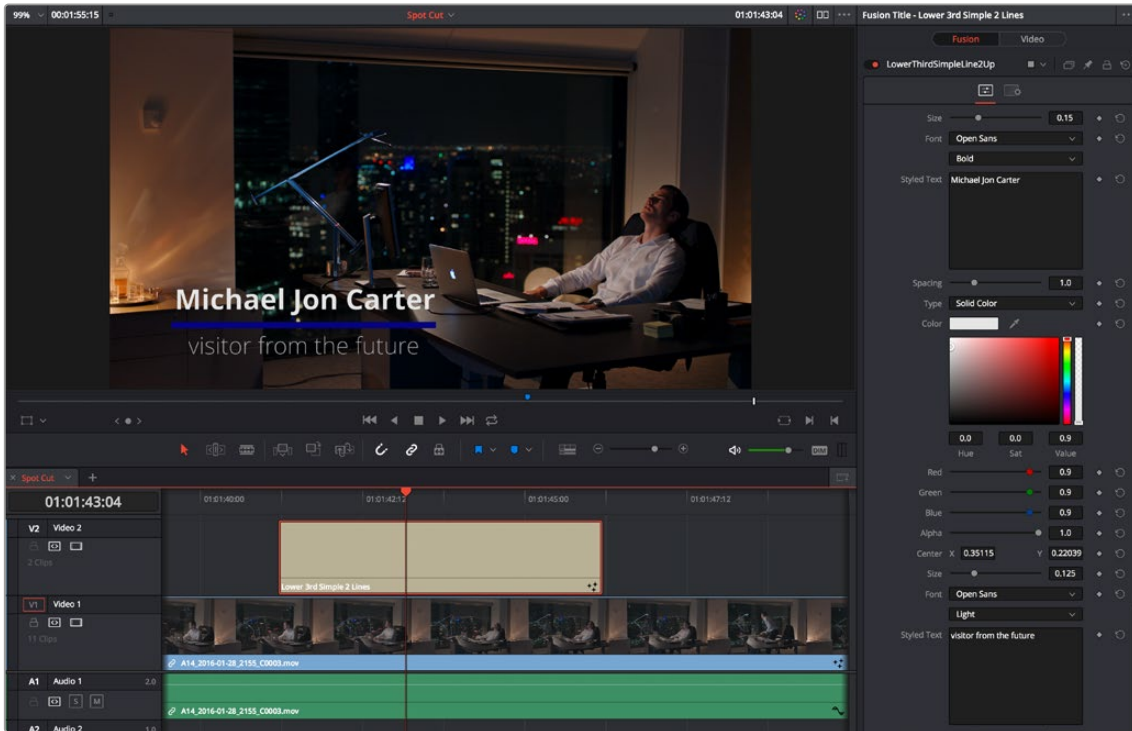 99% 00:01:55:15 Spot Cut 01:01:43:04 Fusion Title - Lower 3rd Simple 2 Lines
Fusion Video
LowerThirdSimpleLine2Up
Size 0.15
Font Open Sans
Bold
Styled Text Michael Jon Carter
Spacing 1.0
Type Solid Color
Color
Michael Jon Carter
visitor from the future
0.0 0.0 0.9
Hue Sat Value
DIM
Red 0.9
Green 0.9
Blue 0.9
Alpha 1.0
Center X 0.35115 Y 0.22039
Size 0.125
Font Open Sans
Light
Styled Text visitor from the future
Spot Cut
01:01:43:04 01:01:40:00 01:01:42:12 01:01:45:00 01:01:47:12
V2 Video 2
2 Clips
Lower 3rd Simple 2 Lines
V1 Video 1
11 Clips
A14_2016-01-28_2155_C0003.mov
A1 Audio 1 2.0
S M
A14_2016-01-28_2155_C0003.mov
A2 Audio 2 1.0